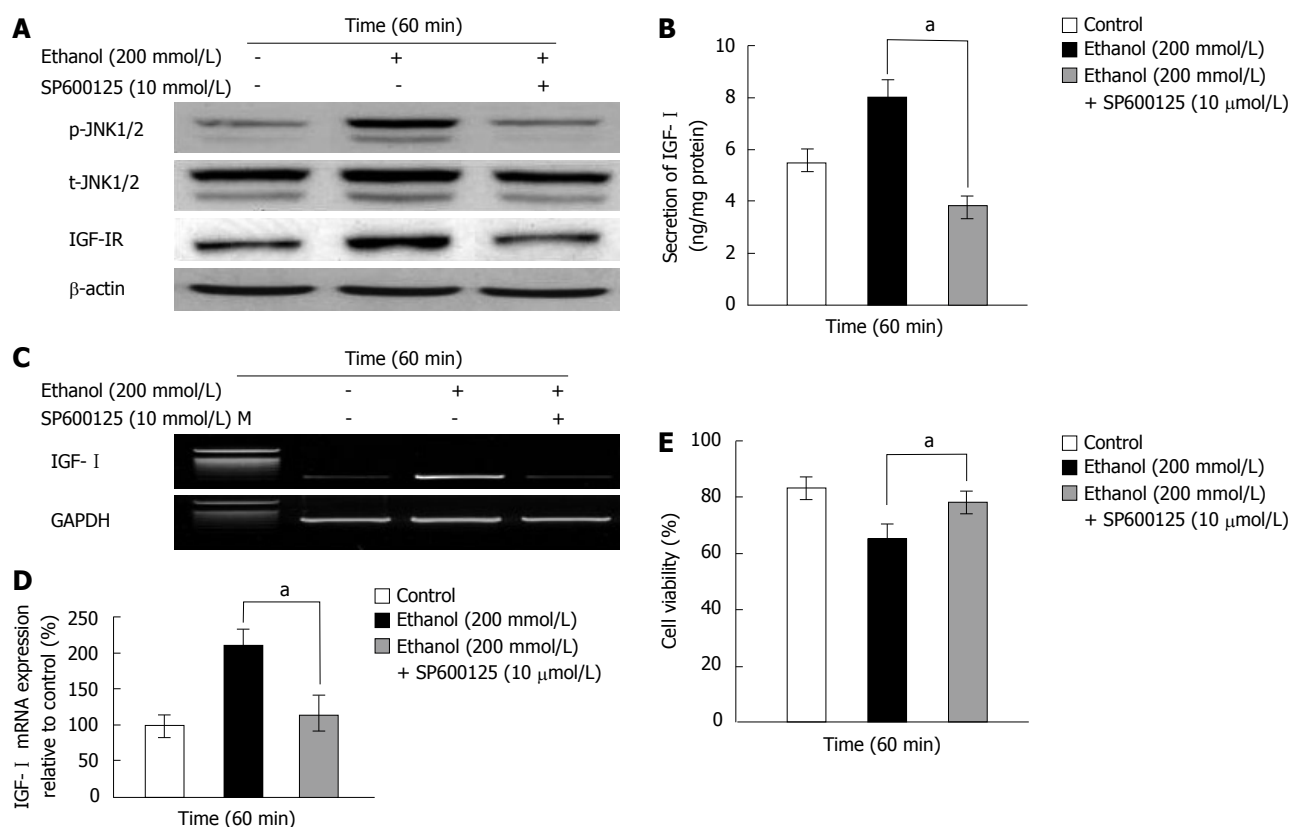 A
Time (60 min)
Ethanol (200 mmol/L) - + +
SP600125 (10 mmol/L) - - +
p-JNK1/2
t-JNK1/2
IGF-IR
β-actin
B
a
10
8
6
4
2
0
Secretion of IGF-Ⅰ
(ng/mg protein)
Time (60 min)
Control
Ethanol (200 mmol/L)
Ethanol (200 mmol/L)
+ SP600125 (10 μmol/L)
C
Time (60 min)
Ethanol (200 mmol/L) - + +
SP600125 (10 mmol/L) M - - +
IGF-Ⅰ
GAPDH
D
a
250
200
150
100
50
0
IGF-Ⅰ mRNA expression
relative to control (%)
Time (60 min)
Control
Ethanol (200 mmol/L)
Ethanol (200 mmol/L)
+ SP600125 (10 μmol/L)
E
a
100
80
60
40
20
0
Cell viability (%)
Time (60 min)
Control
Ethanol (200 mmol/L)
Ethanol (200 mmol/L)
+ SP600125 (10 μmol/L)